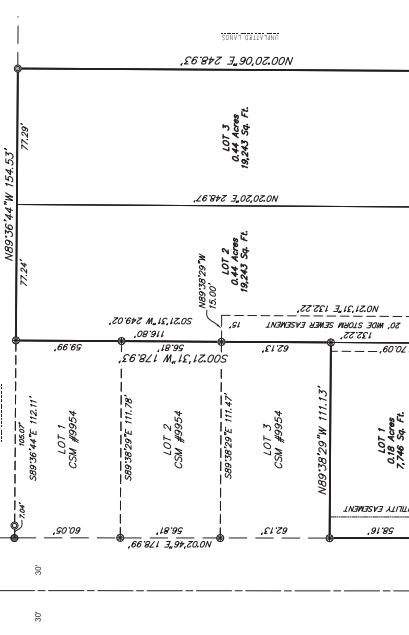 UNPLATTED LANDS
N00°20'06"E 248.93'
77.29'
LOT 3
0.44 Acres
19,243 Sq. Ft.
N89°36'44"W 154.53'
N0°20'20"E 248.97'
77.24'
LOT 2
0.44 Acres
19,243 Sq. Ft.
N89°38'29"W
15.00'
N0°21'31"E 132.22'
20' WIDE STORM SEWER EASEMENT
15'
S0°21'31"W 249.02'
116.80'
132.22'
59.99'
56.81'
62.13'
70.09'
S00°21'31"W 178.93'
105.07'
S89°36'44"E 112.11'
LOT 1
CSM #9954
S89°38'29"E 111.78'
LOT 2
CSM #9954
S89°38'29"E 111.47'
LOT 3
CSM #9954
N89°38'29"W 111.13'
LOT 1
0.18 Acres
7,746 Sq. Ft.
7.04'
UTILITY EASEMENT
60.05'
56.81'
62.13'
58.16'
N0°02'46"E 178.99'
30'
30'